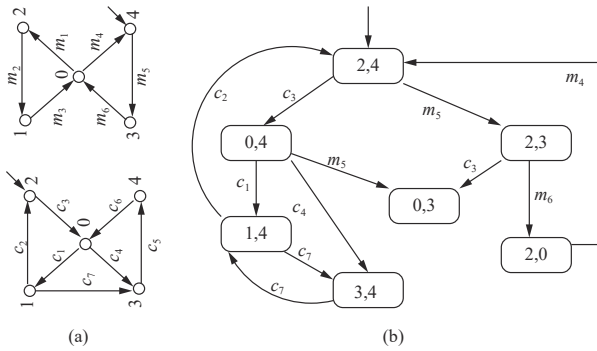 2
4
m₁
m₄
m₂
0
m₅
m₃
m₆
1
3
2
4
c₃
0
c₆
c₂
c₁
c₄
c₅
c₇
1
3
(a)
2,4
c₂
c₃
m₅
m₄
0,4
2,3
m₅
c₃
c₁
0,3
m₆
c₄
1,4
c₇
2,0
3,4
c₇
(b)